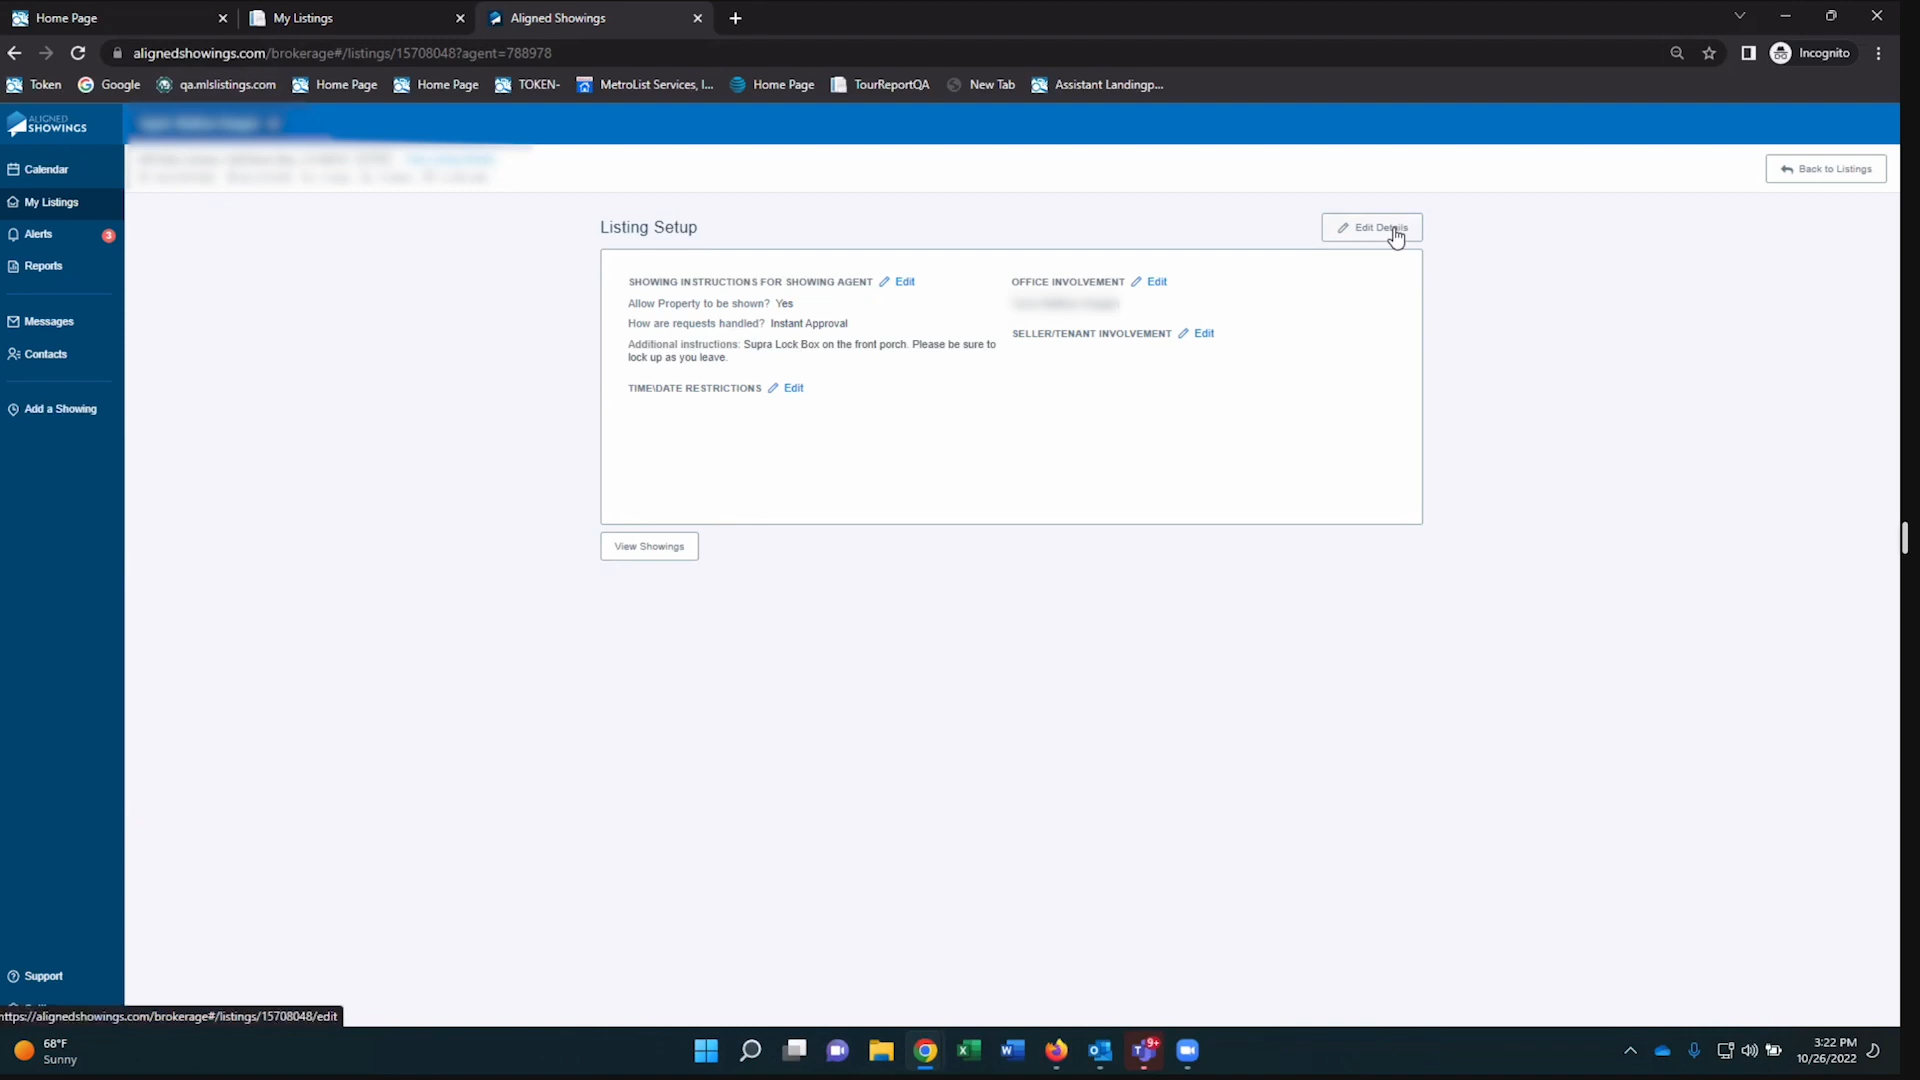 Home Page
My Listings
Aligned Showings
alignedshowings.com/brokerage#/listings/15708048?agent=788978
Incognito
Token
Google
qa.mlslistings.com
Home Page
Home Page
TOKEN-
MetroList Services, I...
Home Page
TourReportQA
New Tab
Assistant Landingp...
ALIGNED
SHOWINGS
Calendar
My Listings
Alerts
3
Reports
Messages
Contacts
Add a Showing
Support
Back to Listings
Listing Setup
Edit Details
SHOWING INSTRUCTIONS FOR SHOWING AGENT Edit
Allow Property to be shown? Yes
How are requests handled? Instant Approval
Additional instructions: Supra Lock Box on the front porch. Please be sure to
lock up as you leave.
TIME\DATE RESTRICTIONS Edit
OFFICE INVOLVEMENT Edit
SELLER/TENANT INVOLVEMENT Edit
View Showings
https://alignedshowings.com/brokerage#/listings/15708048/edit
68°F
Sunny
9+
3:22 PM
10/26/2022